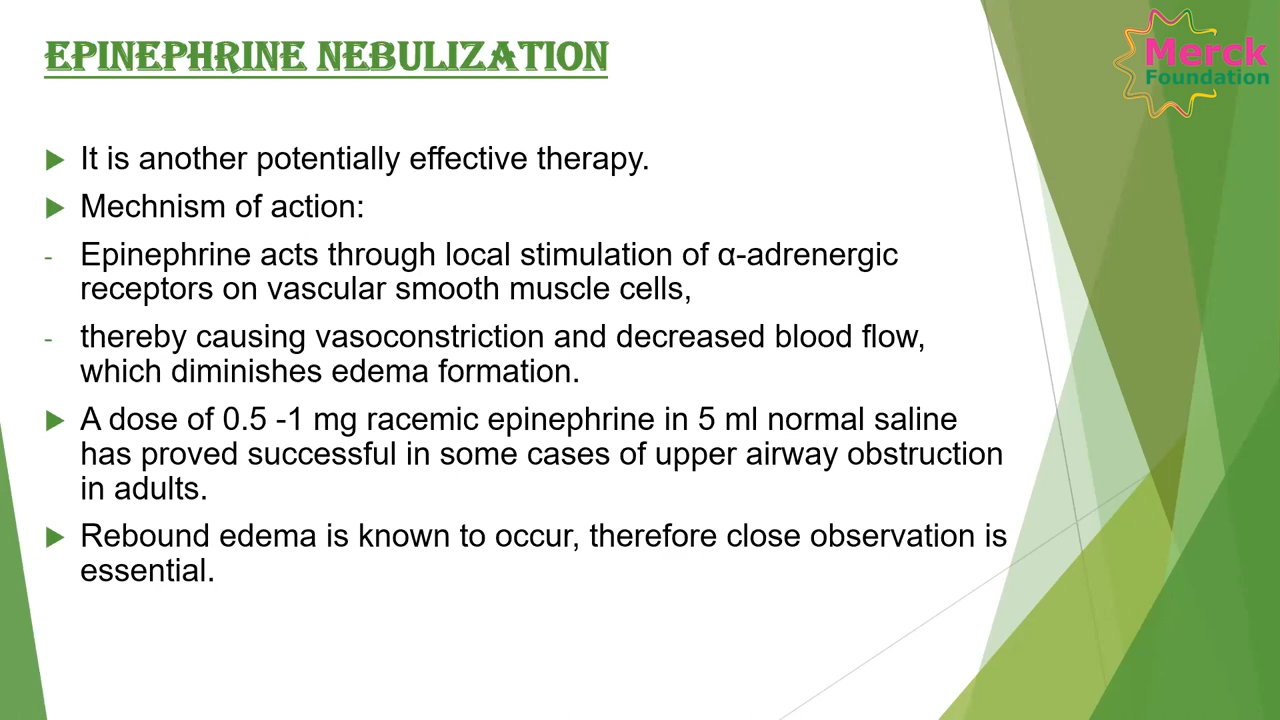 EPINEPHRINE NEBULIZATION
Merck
Foundation
It is another potentially effective therapy.
Mechnism of action:
- Epinephrine acts through local stimulation of α-adrenergic
receptors on vascular smooth muscle cells,
- thereby causing vasoconstriction and decreased blood flow,
which diminishes edema formation.
A dose of 0.5 -1 mg racemic epinephrine in 5 ml normal saline
has proved successful in some cases of upper airway obstruction
in adults.
Rebound edema is known to occur, therefore close observation is
essential.